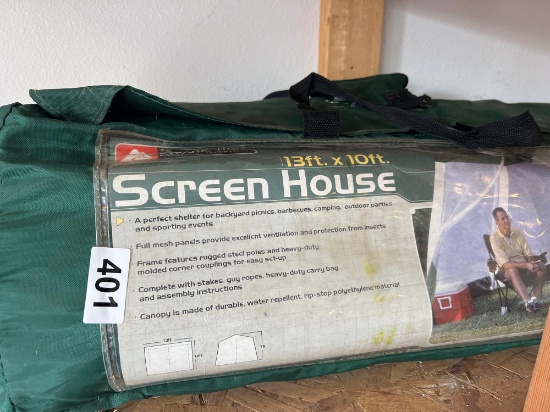 13ft. x 10ft.
Screen House
· A perfect shelter for backyard picnics, barbecues, camping, outdoor parties
and sporting events
· Full mesh panels provide excellent ventilation and protection from insects
· Frame features rugged steel poles and heavy-duty
molded corner couplings for easy set-up
· Complete with stakes, guy ropes, heavy-duty carry bag
and assembly instructions
· Canopy is made of durable, water repellent, rip-stop polyethylene material
401